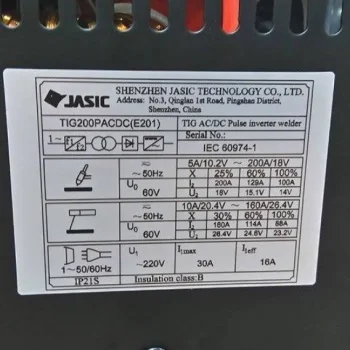 SHENZHEN JASIC TECHNOLOGY CO., LTD.
JASIC
Address: No.3, Qinglan 1st Road, Pingshan District,
Shenzhen, China
TIG200PACDC(E201) TIG AC/DC Pulse inverter welder
1~ Serial No.:
IEC 60974-1
5A/10.2V ~ 200A/18V
~50Hz X 25% 60% 100%
U0 I2 200A 129A 100A
60V U2 18V 15.1V 14V
10A/20.4V ~ 160A/26.4V
~50Hz X 30% 60% 100%
U0 I2 160A 114A 88A
60V U2 26.4V 24.6V 23.2V
U1 I1max I1eff
1~50/60Hz ~220V 30A 16A
IP21S Insulation class:B